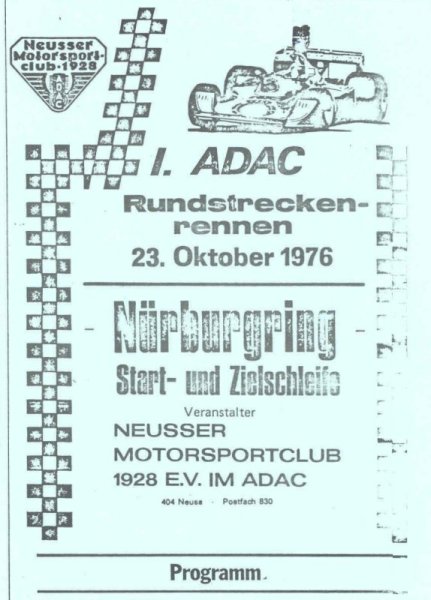 Neusser
Motorsport-
club·1928
ADAC
I. ADAC
Rundstrecken-
rennen
23. Oktober 1976
Nürburgring
Start- und Zielschleife
Veranstalter
NEUSSER
MOTORSPORTCLUB
1928 E.V. IM ADAC
404 Neuss - Postfach 830
Programm